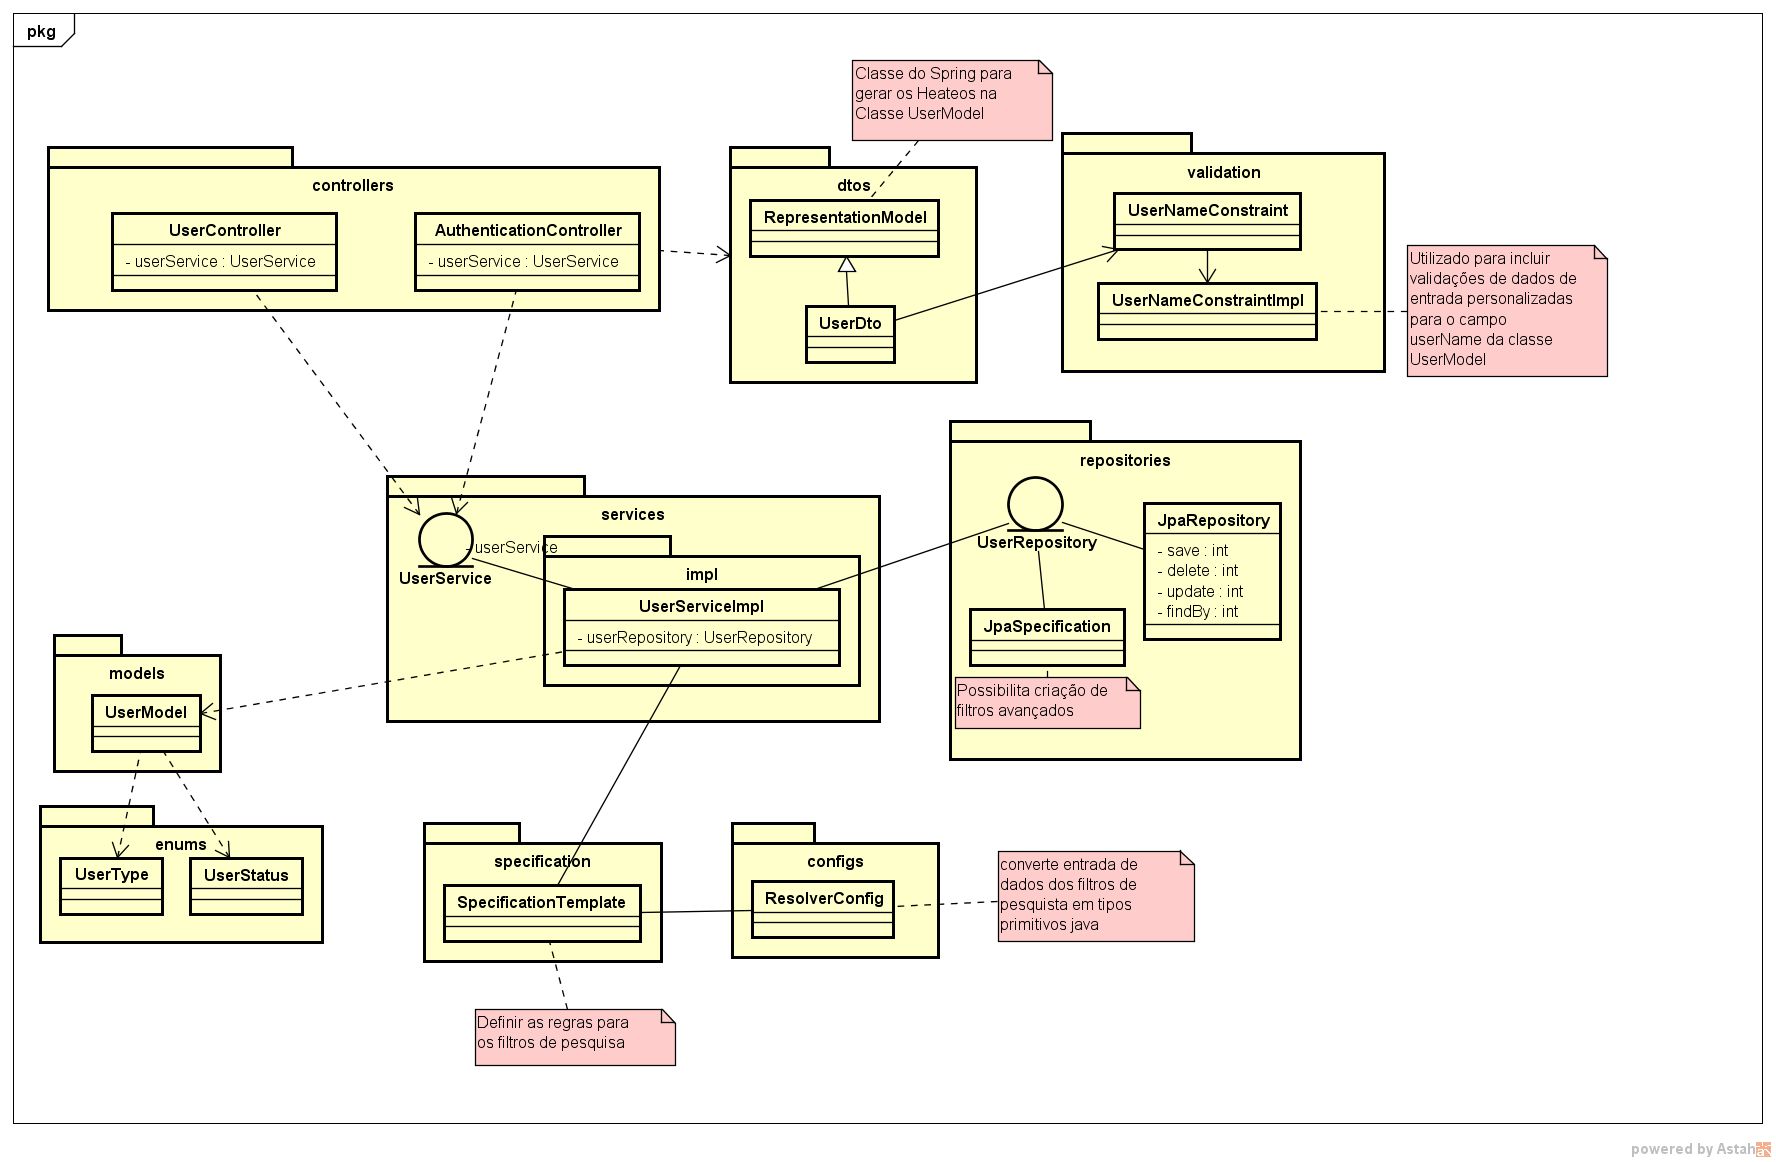 pkg
Classe do Spring para
gerar os Heateos na
Classe UserModel
controllers
UserController
- userService : UserService
AuthenticationController
- userService : UserService
dtos
RepresentationModel
UserDto
validation
UserNameConstraint
UserNameConstraintImpl
Utilizado para incluir
validações de dados de
entrada personalizadas
para o campo
userName da classe
UserModel
services
UserService
- userService
impl
UserServiceImpl
- userRepository : UserRepository
repositories
UserRepository
JpaRepository
- save : int
- delete : int
- update : int
- findBy : int
JpaSpecification
Possibilita criação de
filtros avançados
models
UserModel
enums
UserType
UserStatus
specification
SpecificationTemplate
configs
ResolverConfig
converte entrada de
dados dos filtros de
pesquista em tipos
primitivos java
Definir as regras para
os filtros de pesquisa
powered by Astah